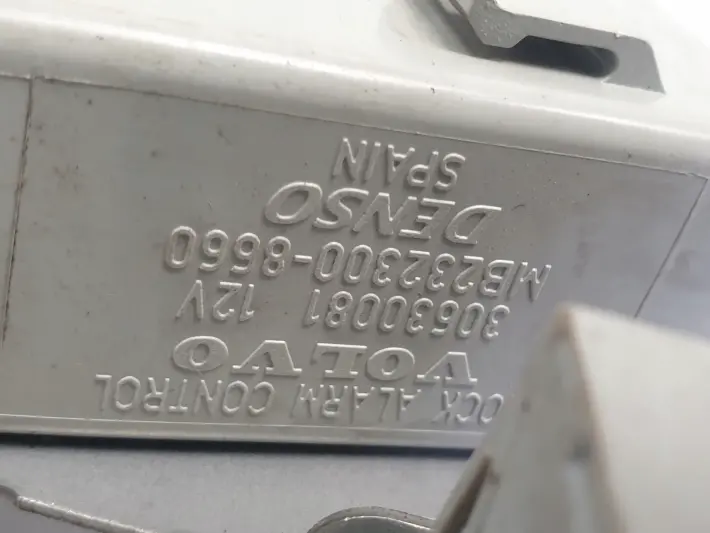 OCK ALARM CONTROL
VOLVO
30630081 12V
MB232300-8660
DENSO
SPAIN